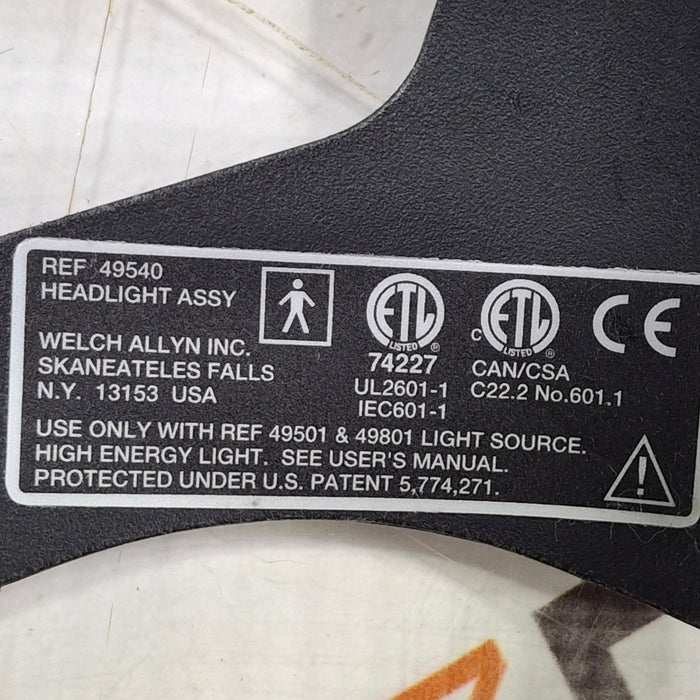 REF 49540
HEADLIGHT ASSY
WELCH ALLYN INC.
SKANEATELES FALLS
N.Y. 13153 USA
ETL
LISTED
®
74227
UL2601-1
IEC601-1
C
ETL
LISTED
®
CAN/CSA
C22.2 No.601.1
CE
USE ONLY WITH REF 49501 & 49801 LIGHT SOURCE.
HIGH ENERGY LIGHT. SEE USER'S MANUAL.
PROTECTED UNDER U.S. PATENT 5,774,271.
!